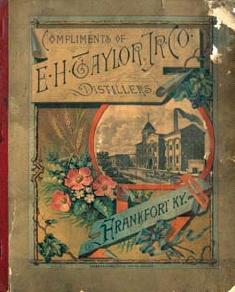 COMPLIMENTS OF
E.H. TAYLOR, JR. CO.
DISTILLERS.
FRANKFORT KY.